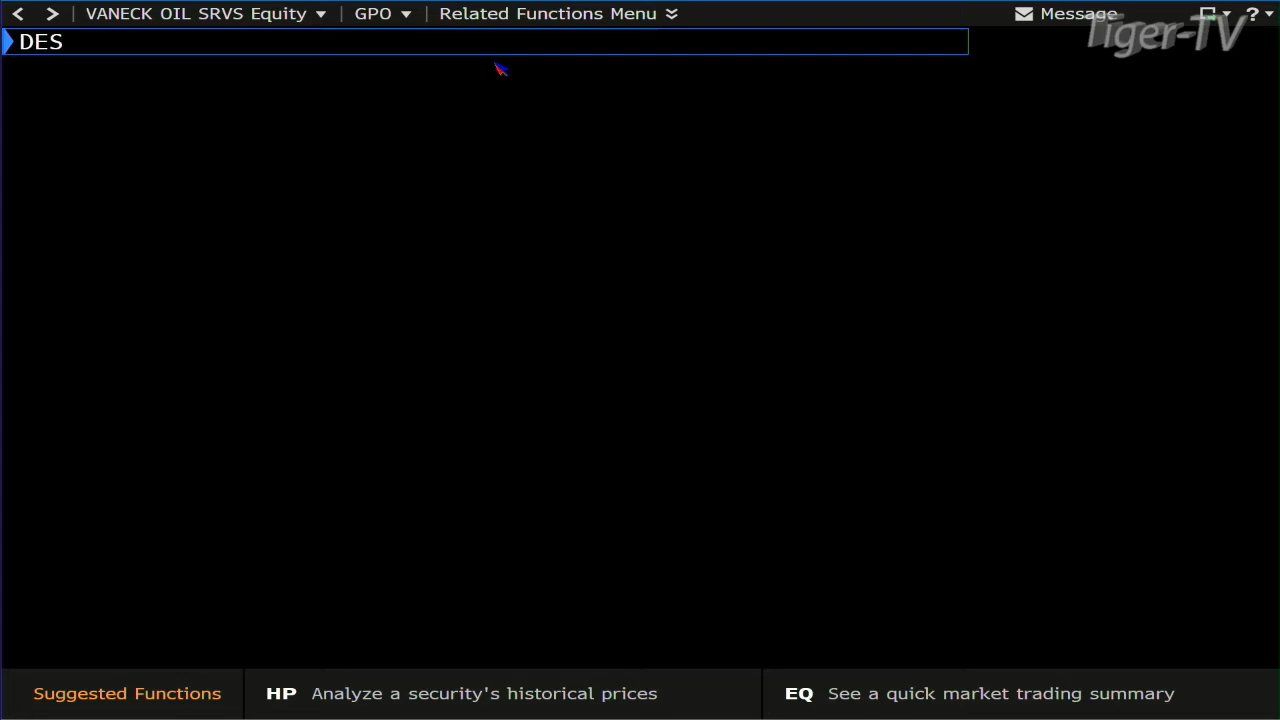 < > VANECK OIL SRVS Equity GPO Related Functions Menu Message ?
Tiger-TV
DES
Suggested Functions HP Analyze a security's historical prices EQ See a quick market trading summary